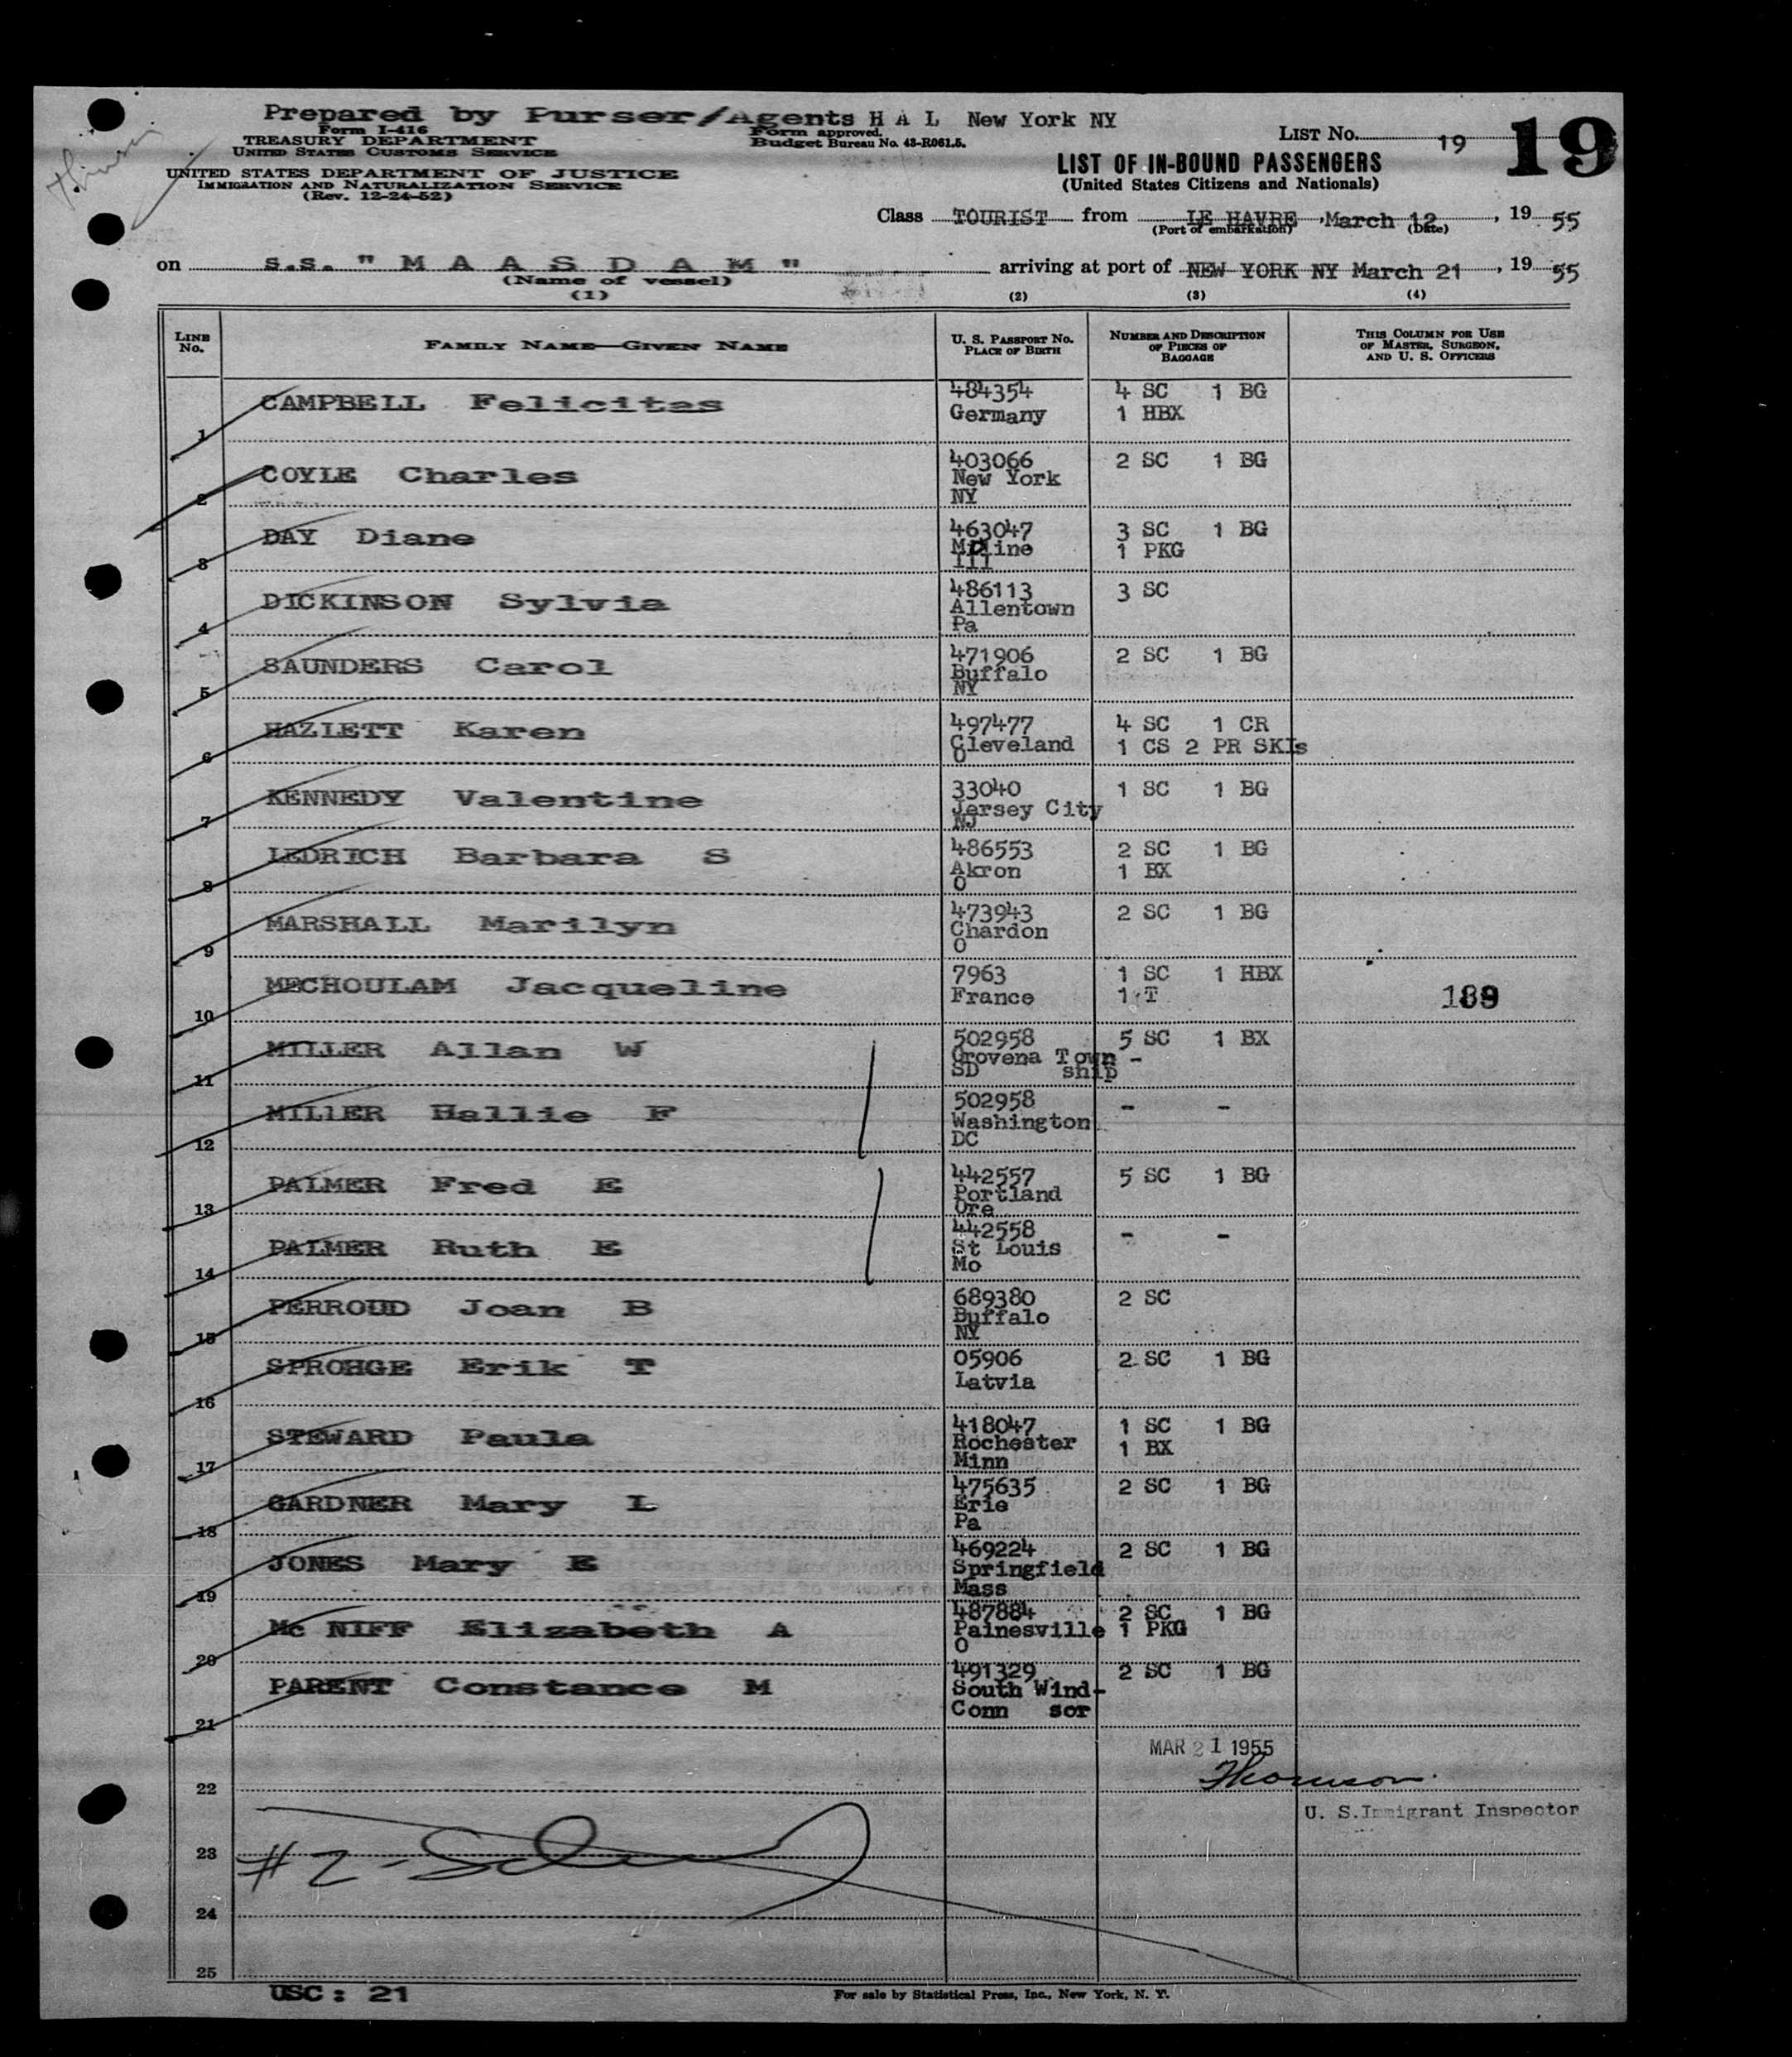 Prepared by Purser/Agents H A L New York NY
Form I-416
TREASURY DEPARTMENT
UNITED STATES CUSTOMS SERVICE
Form approved.
Budget Bureau No. 43-R061.5.
LIST No. 19
19
UNITED STATES DEPARTMENT OF JUSTICE
IMMIGRATION AND NATURALIZATION SERVICE
(Rev. 12-24-52)
LIST OF IN-BOUND PASSENGERS
(United States Citizens and Nationals)
Class TOURIST from LE HAVRE, March 12, 19 55
(Port of embarkation) (Date)
on s.s. " M A A S D A M " arriving at port of NEW YORK NY March 21, 19 55
(Name of vessel)
(1) (2) (3) (4)
LINE No. FAMILY NAME—GIVEN NAME U. S. PASSPORT NO. PLACE OF BIRTH NUMBER AND DESCRIPTION OF PIECES OF BAGGAGE THIS COLUMN FOR USE OF MASTER, SURGEON, AND U. S. OFFICERS
1 CAMPBELL Felicitas 484354 4 SC 1 BG
Germany 1 HBX
2 COYLE Charles 403066 2 SC 1 BG
New York
NY
3 DAY Diane 463047 3 SC 1 BG
Moline 1 PKG
Ill
4 DICKINSON Sylvia 486113 3 SC
Allentown
Pa
5 SAUNDERS Carol 471906 2 SC 1 BG
Buffalo
NY
6 HAZLETT Karen 497477 4 SC 1 CR
Cleveland 1 CS 2 PR SKIs
O
7 KENNEDY Valentine 33040 1 SC 1 BG
Jersey City
NJ
8 LEDRICH Barbara S 486553 2 SC 1 BG
Akron 1 BX
O
9 MARSHALL Marilyn 473943 2 SC 1 BG
Chardon
O
10 MECHOULAM Jacqueline 7963 1 SC 1 HBX
France 1 T 189
11 MILLER Allan W 502958 5 SC 1 BX
Grovena Town -
SD ship
12 MILLER Hallie F 502958 - -
Washington
DC
13 PALMER Fred E 442557 5 SC 1 BG
Portland
Ore
14 PALMER Ruth E 442558 - -
St Louis
Mo
15 PERROUD Joan B 689380 2 SC
Buffalo
NY
16 SPROHGE Erik T 05906 2 SC 1 BG
Latvia
17 STEWARD Paula 418047 1 SC 1 BG
Rochester 1 BX
Minn
18 GARDNER Mary L 475635 2 SC 1 BG
Erie
Pa
19 JONES Mary E 469224 2 SC 1 BG
Springfield
Mass
20 Mc NIFF Elizabeth A 487884 2 SC 1 BG
Painesville 1 PKG
O
21 PARENT Constance M 491329 2 SC 1 BG
South Wind-
Conn sor
MAR 21 1955
22 Thomson
U. S. Immigrant Inspector
23 #2-
24
25
USC: 21
For sale by Statistical Press, Inc., New York, N. Y.